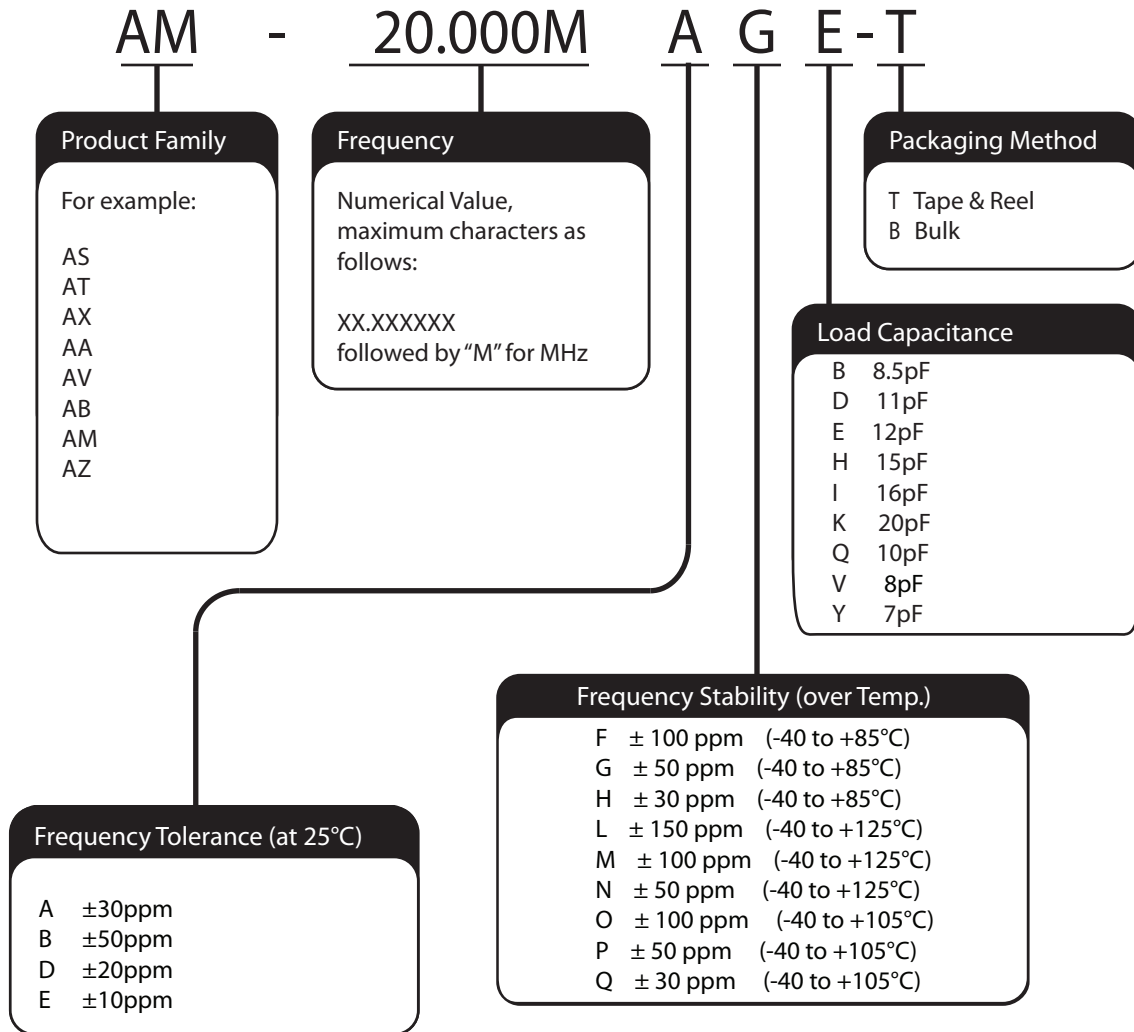 AM - 20.000M A G E - T
Product Family
For example:
AS
AT
AX
AA
AV
AB
AM
AZ
Frequency
Numerical Value,
maximum characters as
follows:
XX.XXXXXX
followed by “M” for MHz
Packaging Method
T Tape & Reel
B Bulk
Load Capacitance
B 8.5pF
D 11pF
E 12pF
H 15pF
I 16pF
K 20pF
Q 10pF
V 8pF
Y 7pF
Frequency Stability (over Temp.)
F ± 100 ppm (-40 to +85°C)
G ± 50 ppm (-40 to +85°C)
H ± 30 ppm (-40 to +85°C)
L ± 150 ppm (-40 to +125°C)
M ± 100 ppm (-40 to +125°C)
N ± 50 ppm (-40 to +125°C)
O ± 100 ppm (-40 to +105°C)
P ± 50 ppm (-40 to +105°C)
Q ± 30 ppm (-40 to +105°C)
Frequency Tolerance (at 25°C)
A ±30ppm
B ±50ppm
D ±20ppm
E ±10ppm